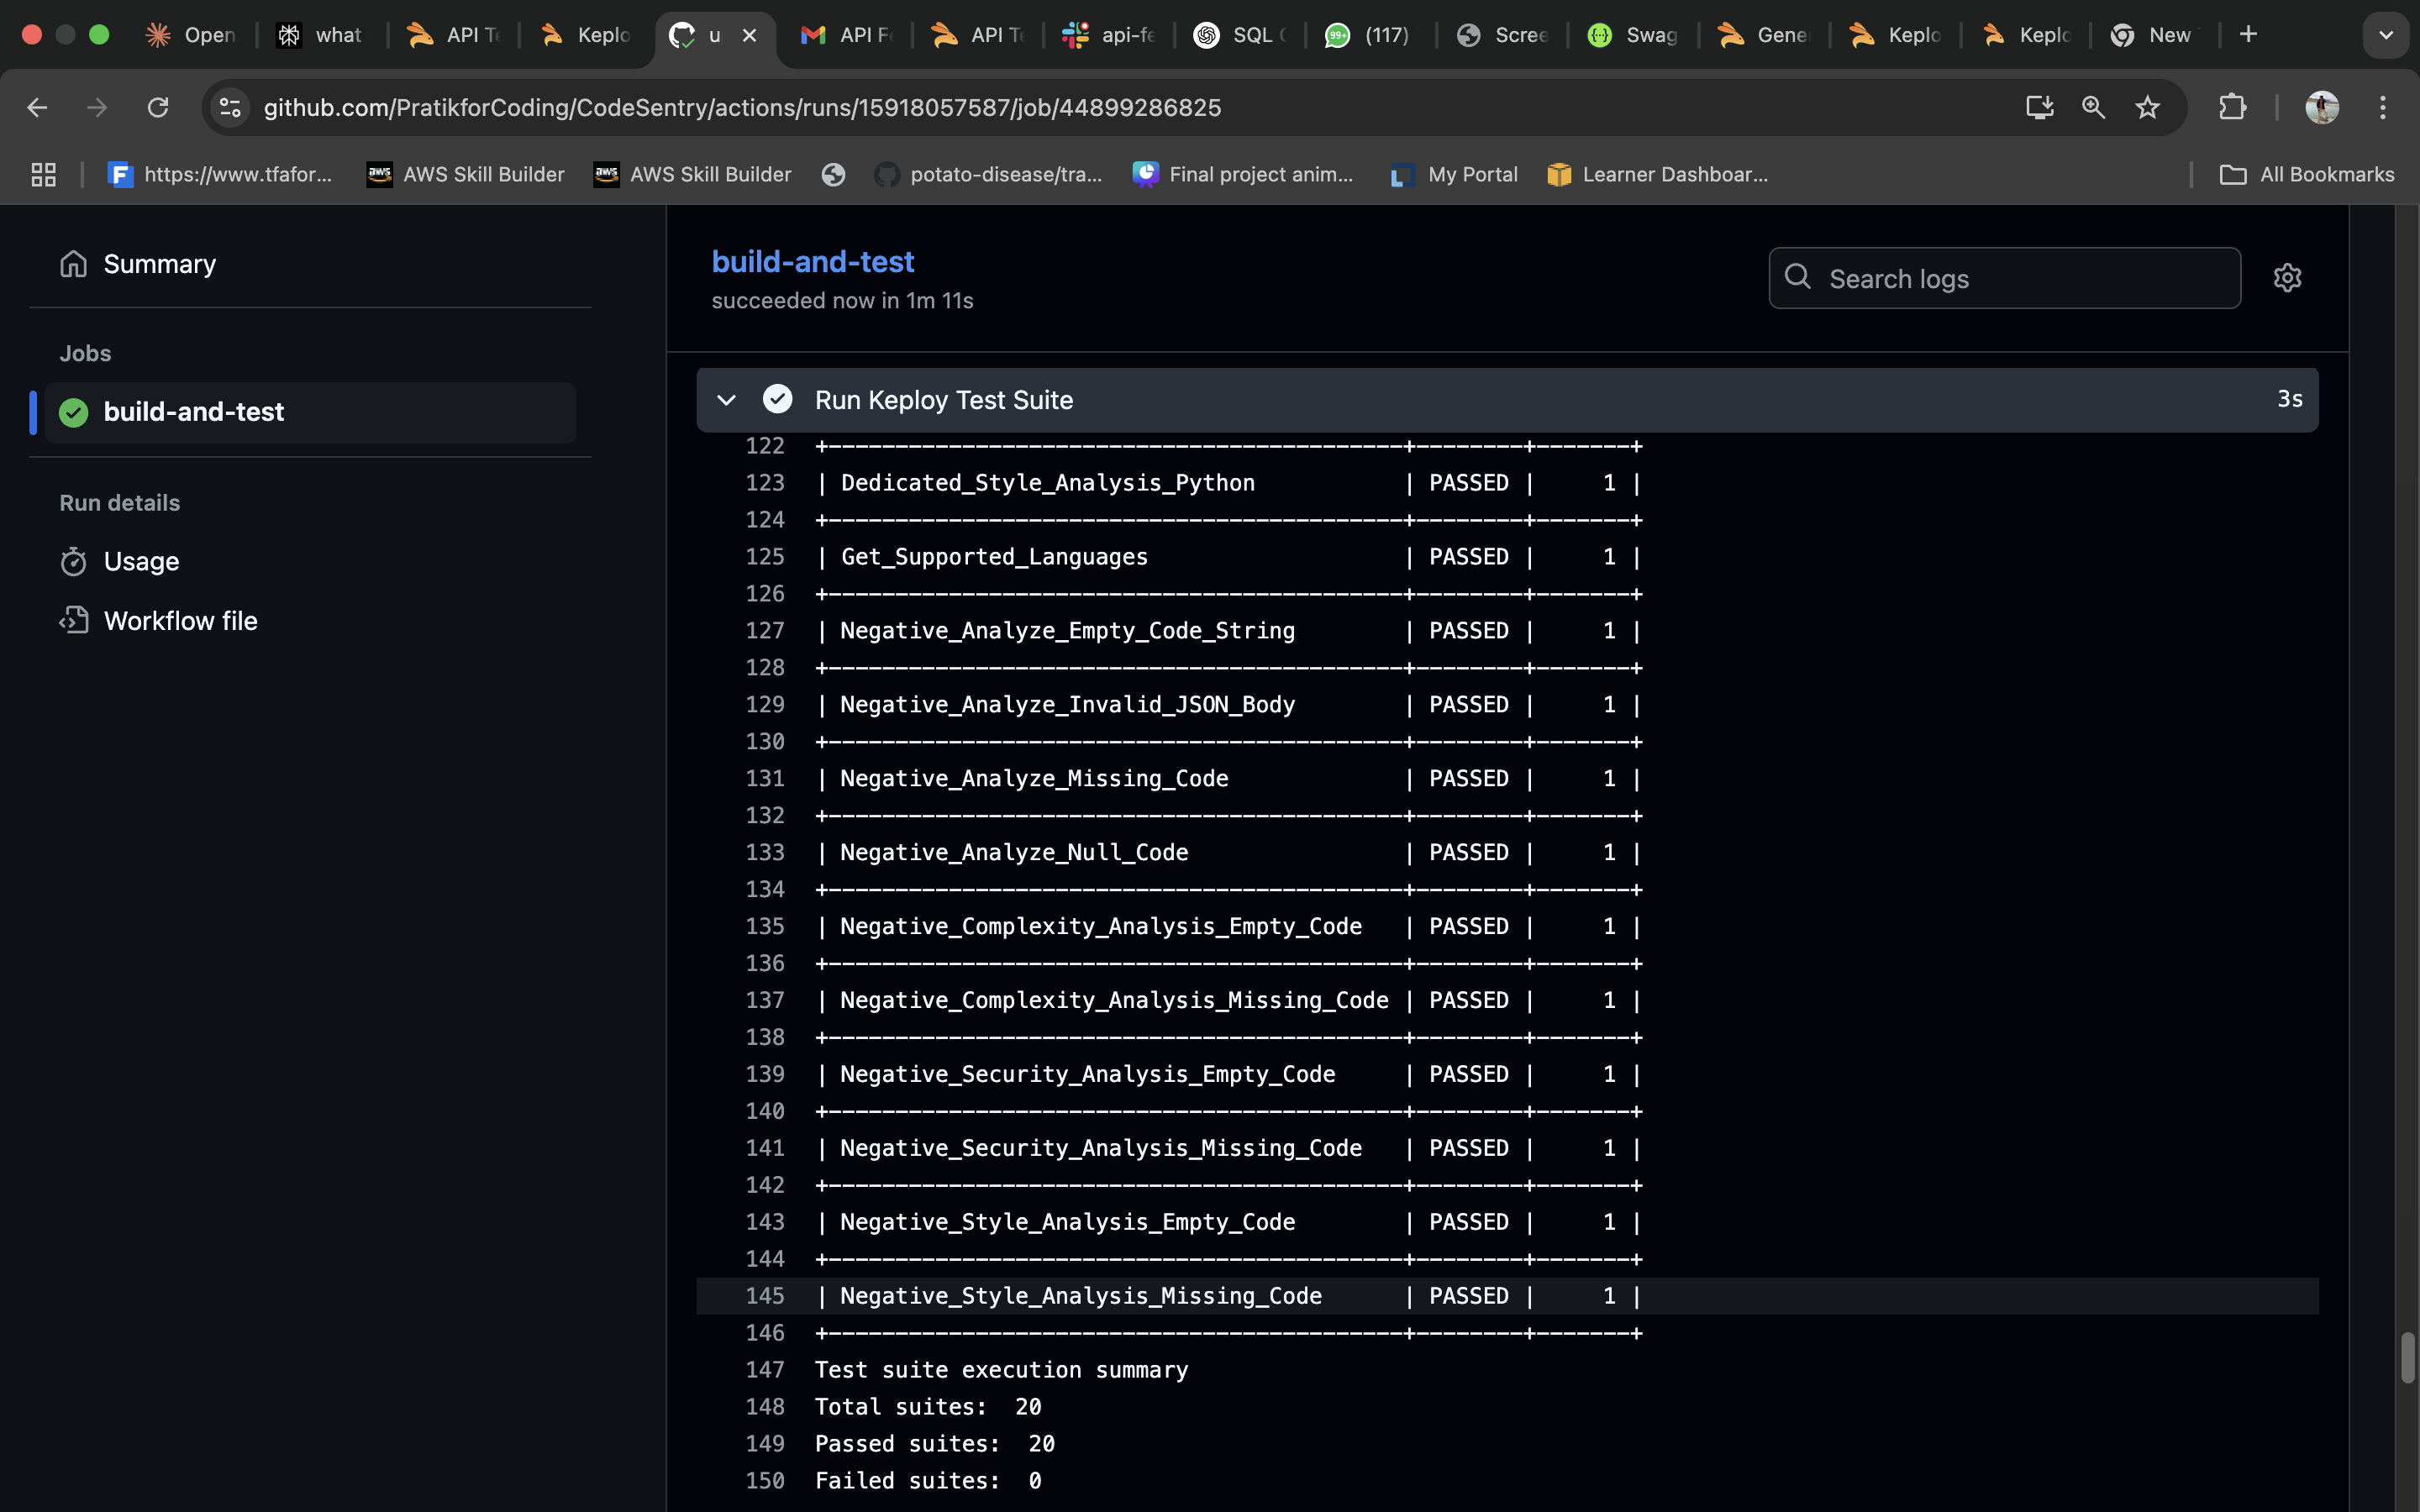 Open
what
API Te
Keplo
u
API Fe
API Te
api-fe
SQL
(117)
Scree
Swag
Gene
Keplo
Keplo
New
github.com/PratikforCoding/CodeSentry/actions/runs/15918057587/job/44899286825
https://www.tfafor...
AWS Skill Builder
AWS Skill Builder
potato-disease/tra...
Final project anim...
My Portal
Learner Dashboar...
All Bookmarks
Summary
Jobs
build-and-test
Run details
Usage
Workflow file
build-and-test
succeeded now in 1m 11s
Search logs
Run Keploy Test Suite 3s
122 +-------------------------------------------+--------+-------+
123 | Dedicated_Style_Analysis_Python | PASSED | 1 |
124 +-------------------------------------------+--------+-------+
125 | Get_Supported_Languages | PASSED | 1 |
126 +-------------------------------------------+--------+-------+
127 | Negative_Analyze_Empty_Code_String | PASSED | 1 |
128 +-------------------------------------------+--------+-------+
129 | Negative_Analyze_Invalid_JSON_Body | PASSED | 1 |
130 +-------------------------------------------+--------+-------+
131 | Negative_Analyze_Missing_Code | PASSED | 1 |
132 +-------------------------------------------+--------+-------+
133 | Negative_Analyze_Null_Code | PASSED | 1 |
134 +-------------------------------------------+--------+-------+
135 | Negative_Complexity_Analysis_Empty_Code | PASSED | 1 |
136 +-------------------------------------------+--------+-------+
137 | Negative_Complexity_Analysis_Missing_Code | PASSED | 1 |
138 +-------------------------------------------+--------+-------+
139 | Negative_Security_Analysis_Empty_Code | PASSED | 1 |
140 +-------------------------------------------+--------+-------+
141 | Negative_Security_Analysis_Missing_Code | PASSED | 1 |
142 +-------------------------------------------+--------+-------+
143 | Negative_Style_Analysis_Empty_Code | PASSED | 1 |
144 +-------------------------------------------+--------+-------+
145 | Negative_Style_Analysis_Missing_Code | PASSED | 1 |
146 +-------------------------------------------+--------+-------+
147 Test suite execution summary
148 Total suites: 20
149 Passed suites: 20
150 Failed suites: 0